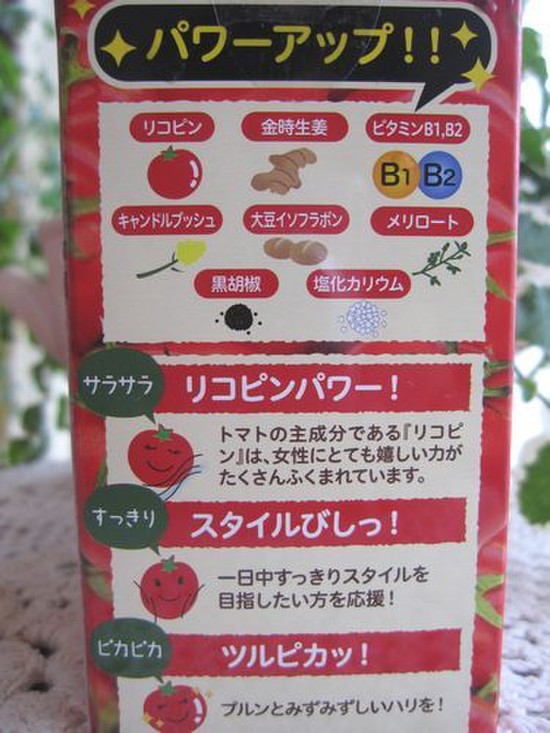 パワーアップ！！
リコピン
金時生姜
ビタミンB1,B2
B1 B2
キャンドルブッシュ
大豆イソフラボン
メリロート
黒胡椒
塩化カリウム
サラサラ
リコピンパワー！
トマトの主成分である『リコピ
ン』は、女性にとても嬉しい力が
たくさんふくまれています。
すっきり
スタイルびしっ！
一日中すっきりスタイルを
目指したい方を応援！
ピカピカ
ツルピカッ！
プルンとみずみずしいハリを！